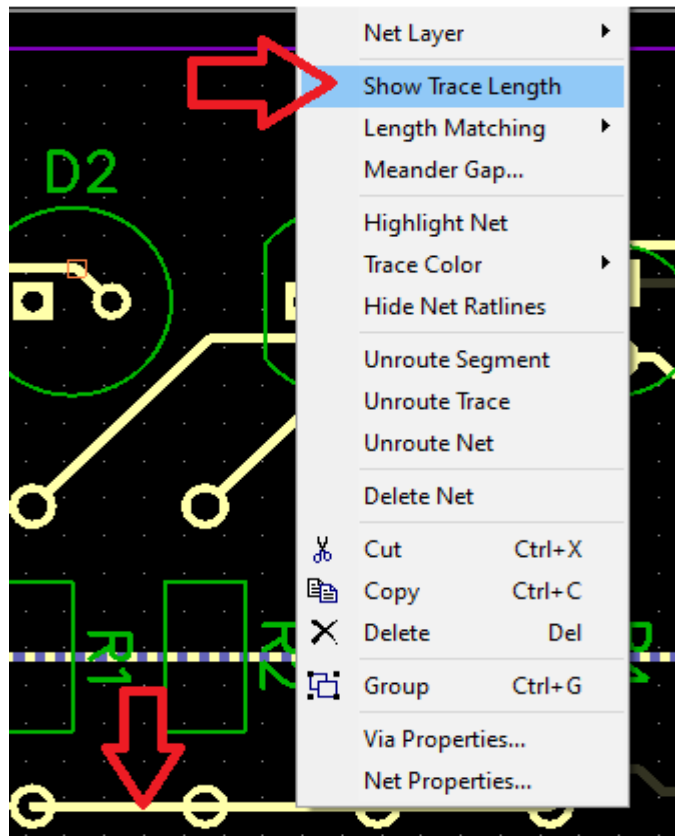 Net Layer
Show Trace Length
Length Matching
Meander Gap...
Highlight Net
Trace Color
Hide Net Ratlines
Unroute Segment
Unroute Trace
Unroute Net
Delete Net
Cut Ctrl+X
Copy Ctrl+C
Delete Del
Group Ctrl+G
Via Properties...
Net Properties...
D2
R1
R2